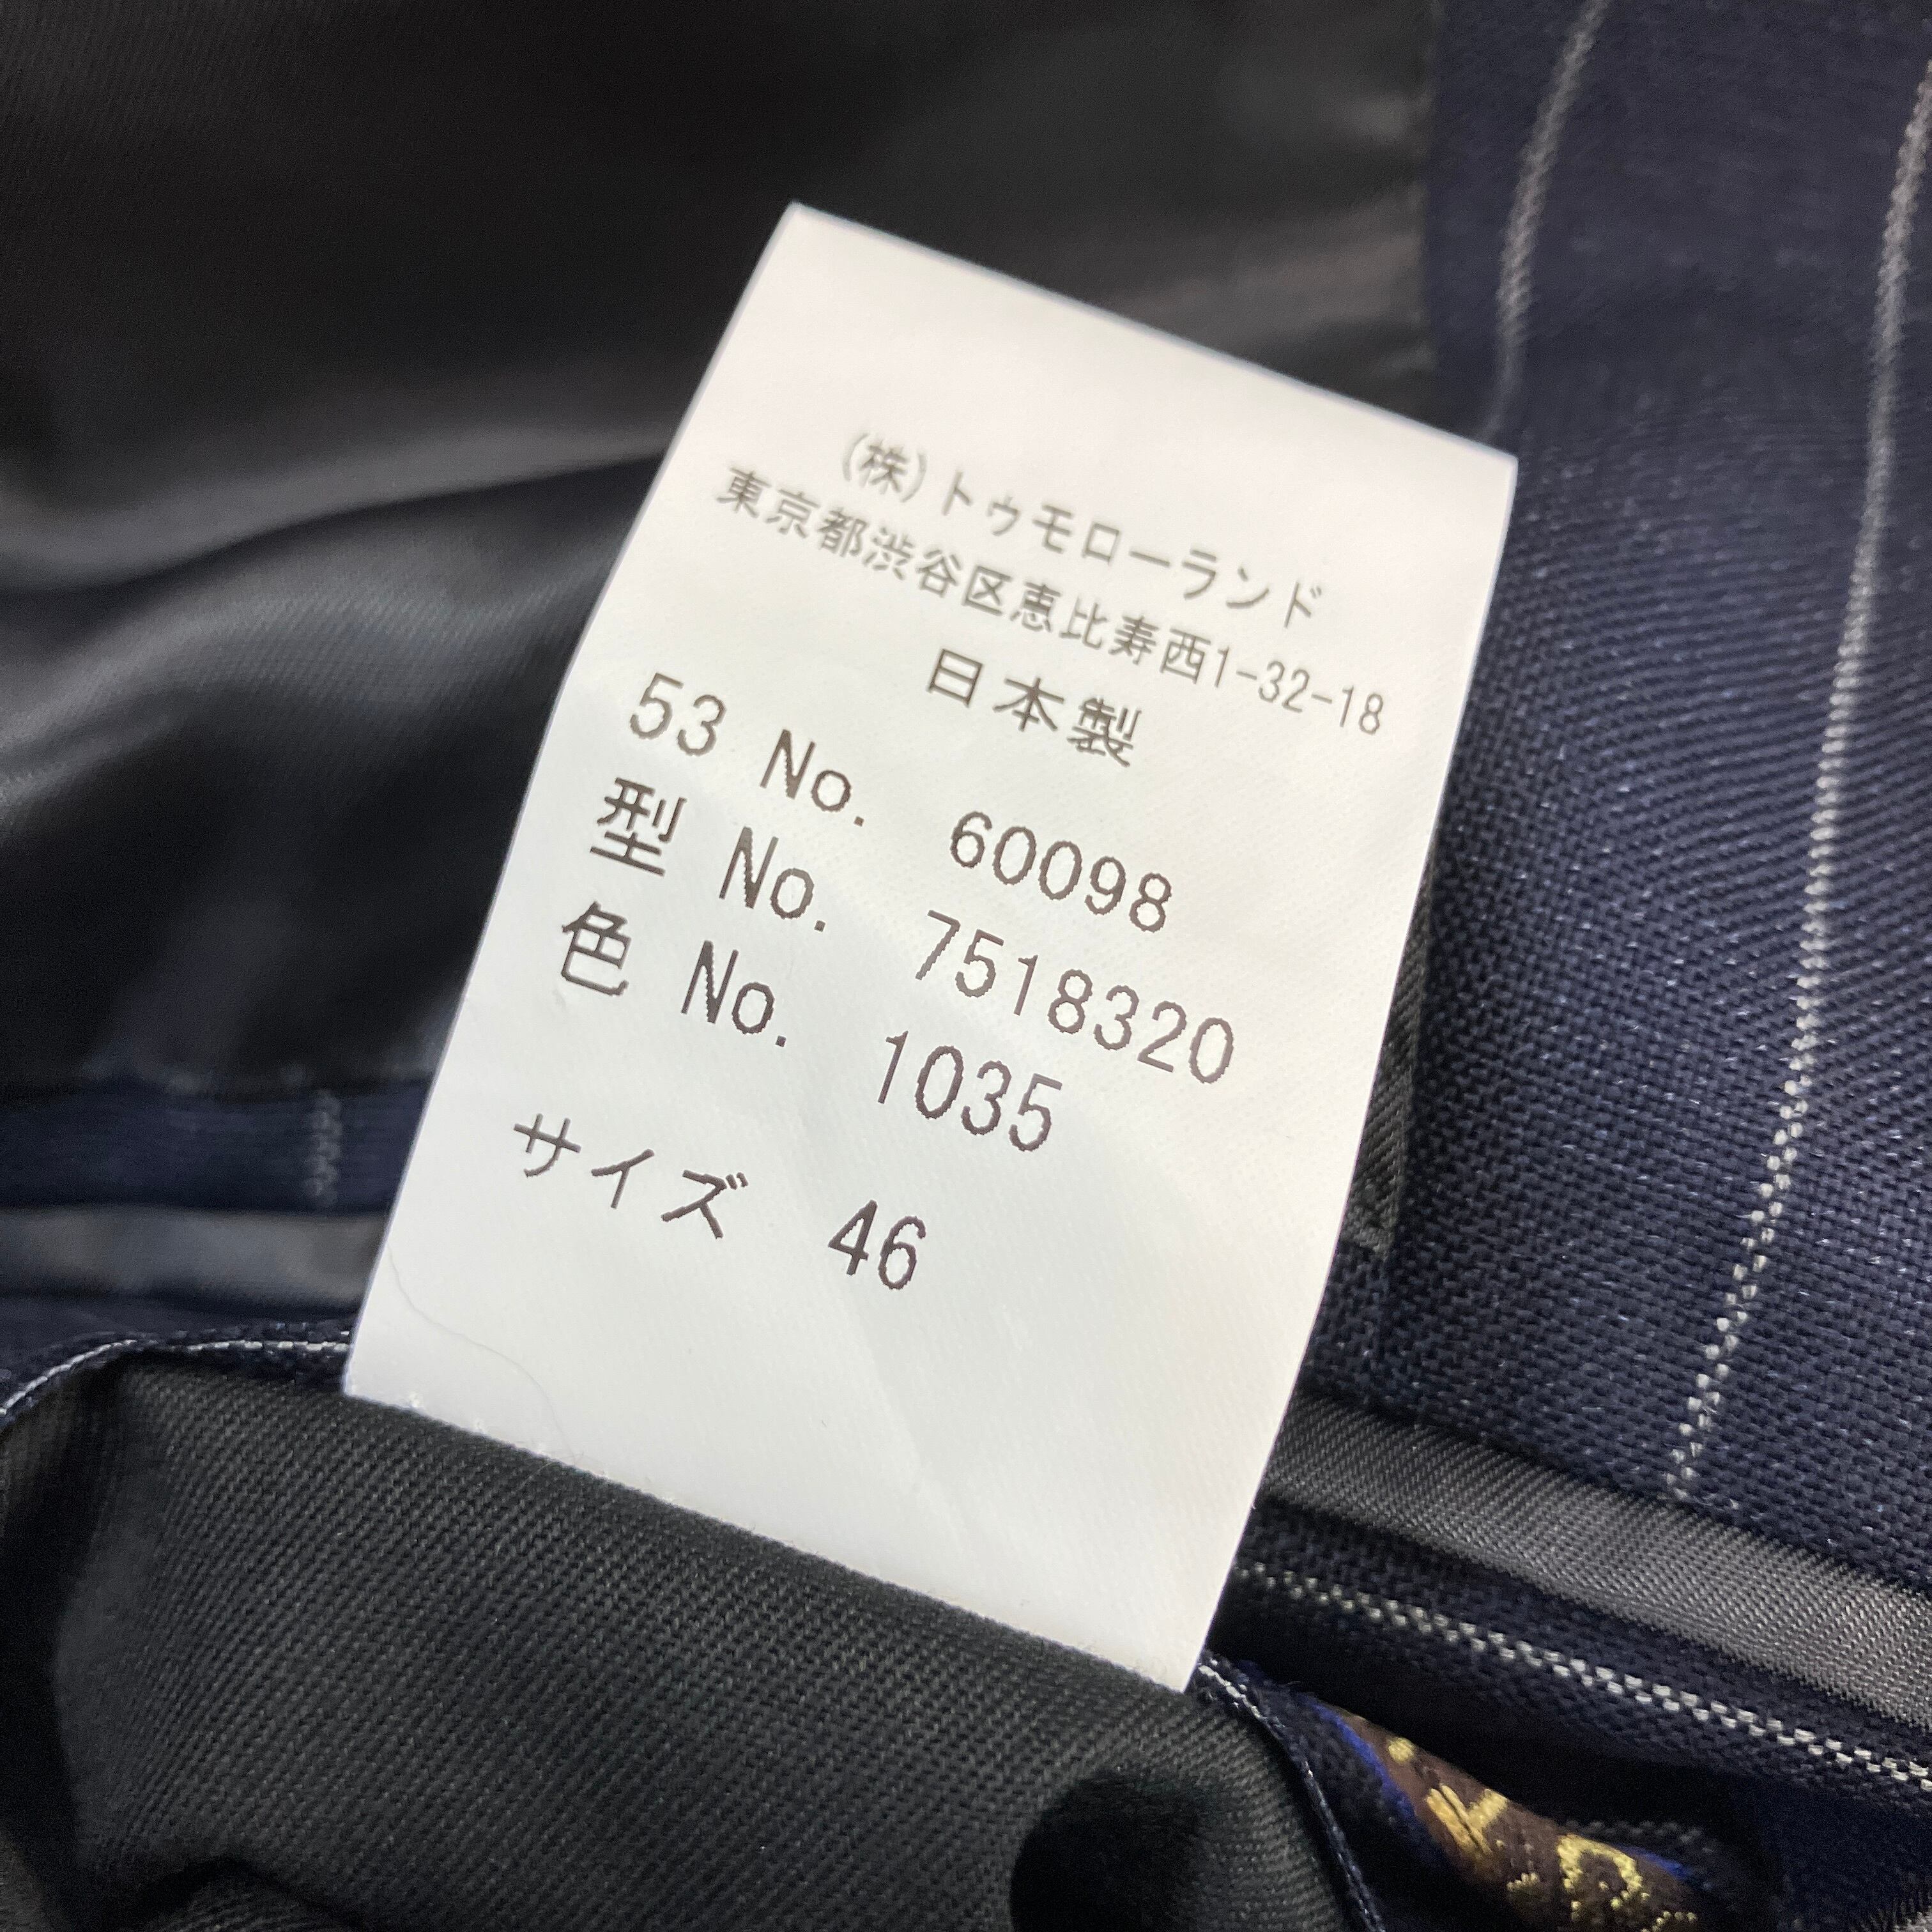 (株)トゥモローランド
東京都渋谷区恵比寿西1-32-18
日本製
53 No. 60098
型 No. 7518320
色 No. 1035
サイズ 46